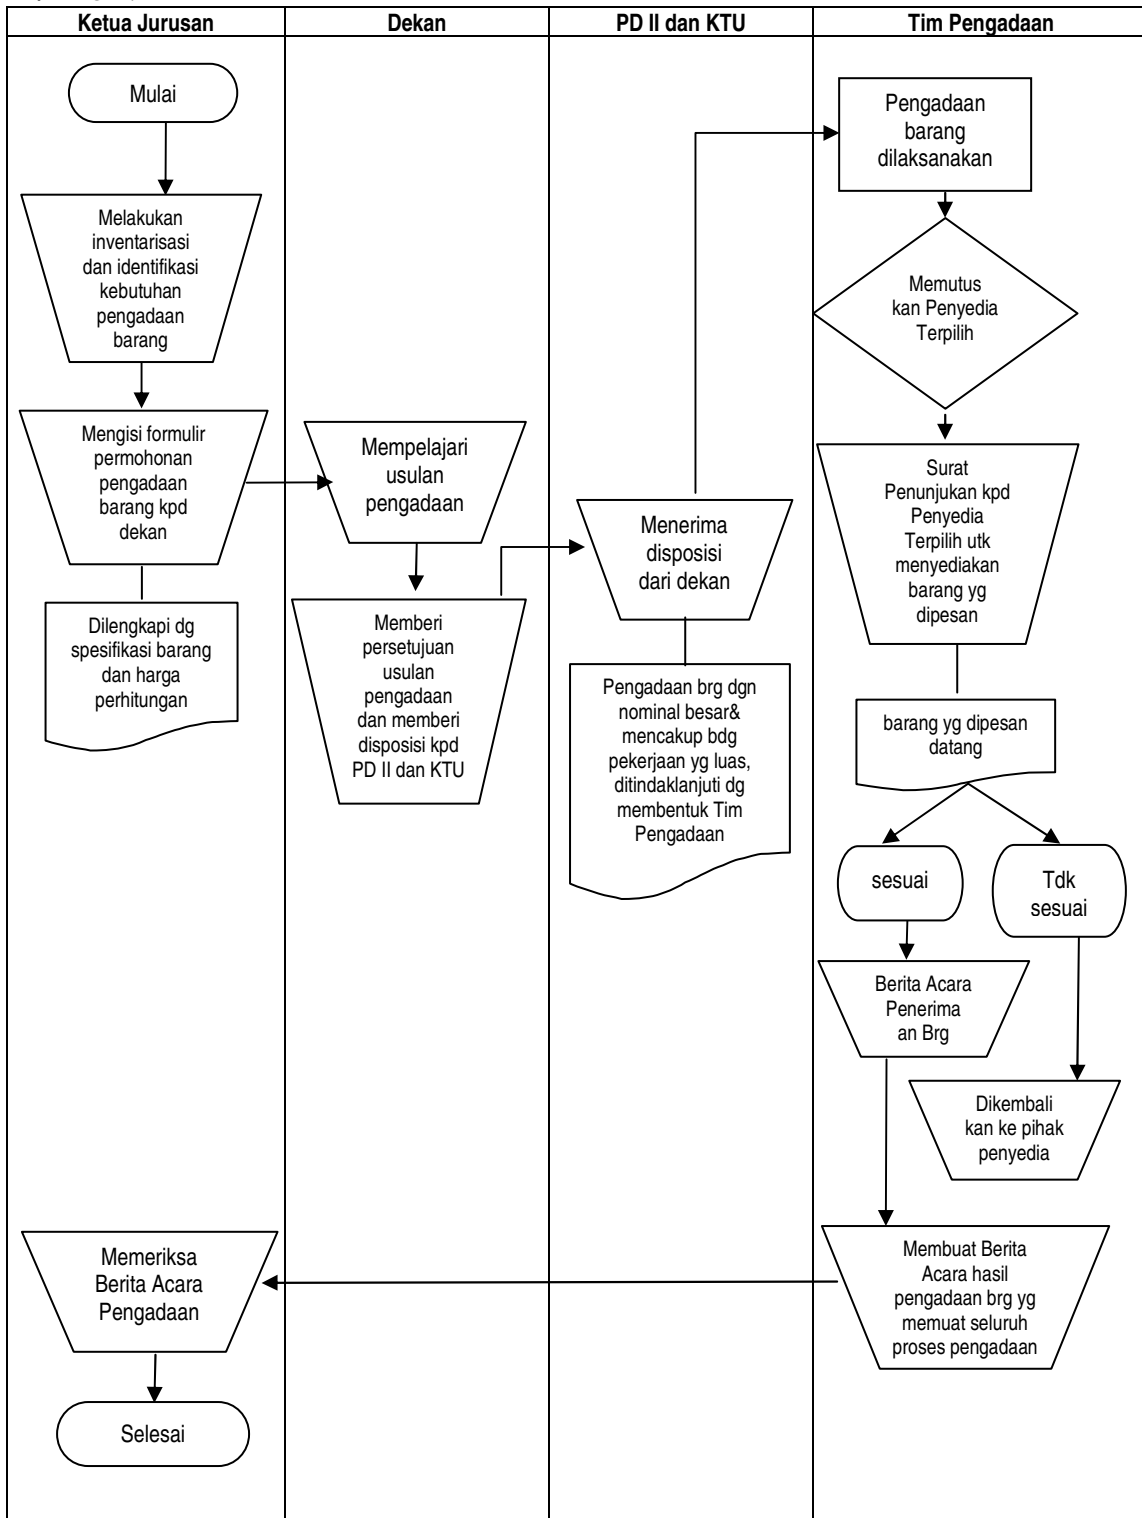 Ketua Jurusan
Dekan
PD II dan KTU
Tim Pengadaan
Mulai
Melakukan
inventarisasi
dan identifikasi
kebutuhan
pengadaan
barang
Mengisi formulir
permohonan
pengadaan
barang kpd
dekan
Dilengkapi dg
spesifikasi barang
dan harga
perhitungan
Mempelajari
usulan
pengadaan
Memberi
persetujuan
usulan
pengadaan
dan memberi
disposisi kpd
PD II dan KTU
Menerima
disposisi
dari dekan
Pengadaan brg dgn
nominal besar&
mencakup bdg
pekerjaan yg luas,
ditindaklanjuti dg
membentuk Tim
Pengadaan
Pengadaan
barang
dilaksanakan
Memutus
kan Penyedia
Terpilih
Surat
Penunjukan kpd
Penyedia
Terpilih utk
menyediakan
barang yg
dipesan
barang yg dipesan
datang
sesuai
Tdk
sesuai
Berita Acara
Penerima
an Brg
Dikembali
kan ke pihak
penyedia
Membuat Berita
Acara hasil
pengadaan brg yg
memuat seluruh
proses pengadaan
Memeriksa
Berita Acara
Pengadaan
Selesai